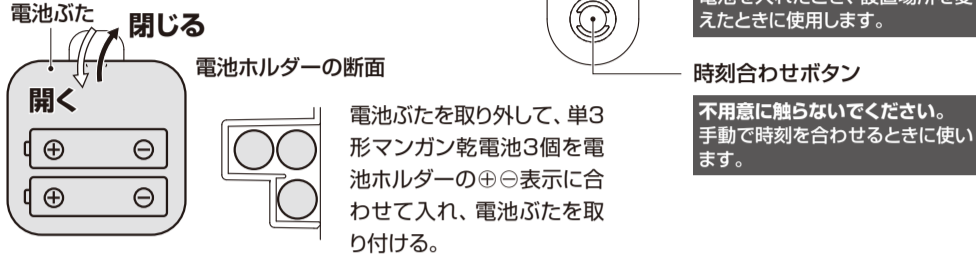 電池ぶた
閉じる
開く
⊕ ⊖
⊕ ⊖
電池ホルダーの断面
電池ぶたを取り外して、単3
形マンガン乾電池3個を電
池ホルダーの⊕⊖表示に合
わせて入れ、電池ぶたを取
り付ける。
えたときに使用します。
時刻合わせボタン
不用意に触らないでください。
手動で時刻を合わせるときに使い
ます。